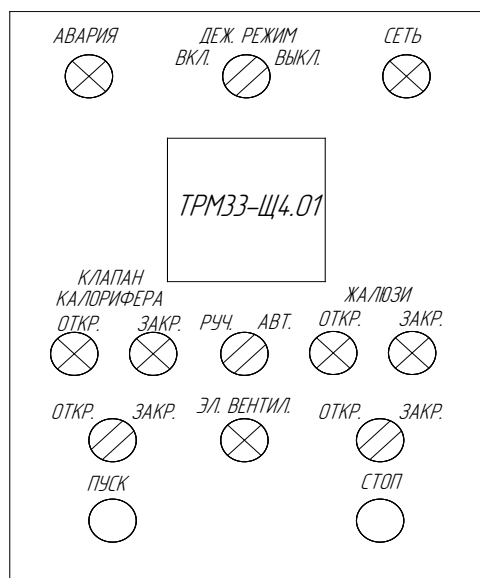 АВАРИЯ
ДЕЖ. РЕЖИМ
СЕТЬ
ВКЛ.
ВЫКЛ.
ТРМ33-Щ4.01
КЛАПАН
КАЛОРИФЕРА
ЖАЛЮЗИ
ОТКР. ЗАКР. РУЧ. АВТ. ОТКР. ЗАКР.
ОТКР. ЗАКР. ЭЛ. ВЕНТИЛ. ОТКР. ЗАКР.
ПУСК
СТОП